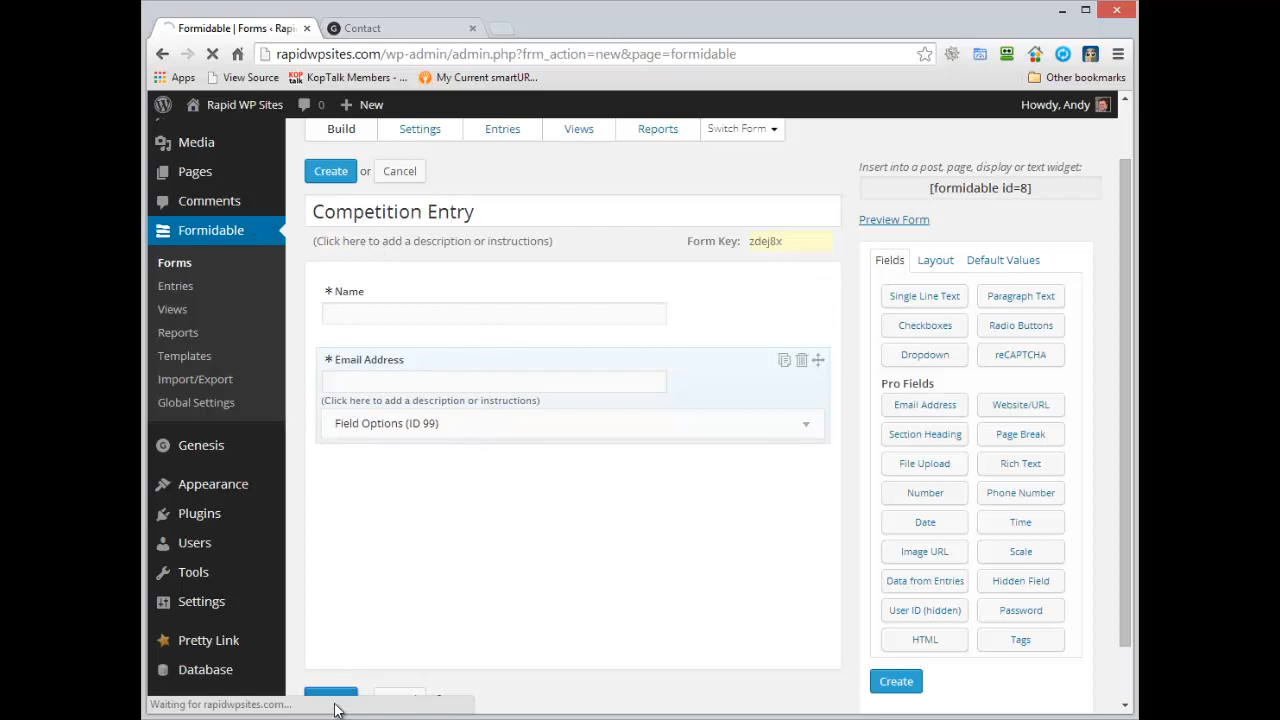 Formidable | Forms ‹ Rapi
Contact
rapidwpsites.com/wp-admin/admin.php?frm_action=new&page=formidable
Apps
View Source
KOP talk
KopTalk Members - ...
My Current smartUR...
Other bookmarks
Rapid WP Sites
0
New
Howdy, Andy
Media
Pages
Comments
Formidable
Forms
Entries
Views
Reports
Templates
Import/Export
Global Settings
Genesis
Appearance
Plugins
Users
Tools
Settings
Pretty Link
Database
Build
Settings
Entries
Views
Reports
Switch Form
Create or Cancel
Competition Entry
(Click here to add a description or instructions)
Form Key: zdej8x
* Name
* Email Address
(Click here to add a description or instructions)
Field Options (ID 99)
Insert into a post, page, display or text widget:
[formidable id=8]
Preview Form
Fields
Layout
Default Values
Single Line Text
Paragraph Text
Checkboxes
Radio Buttons
Dropdown
reCAPTCHA
Pro Fields
Email Address
Website/URL
Section Heading
Page Break
File Upload
Rich Text
Number
Phone Number
Date
Time
Image URL
Scale
Data from Entries
Hidden Field
User ID (hidden)
Password
HTML
Tags
Create
Waiting for rapidwpsites.com...